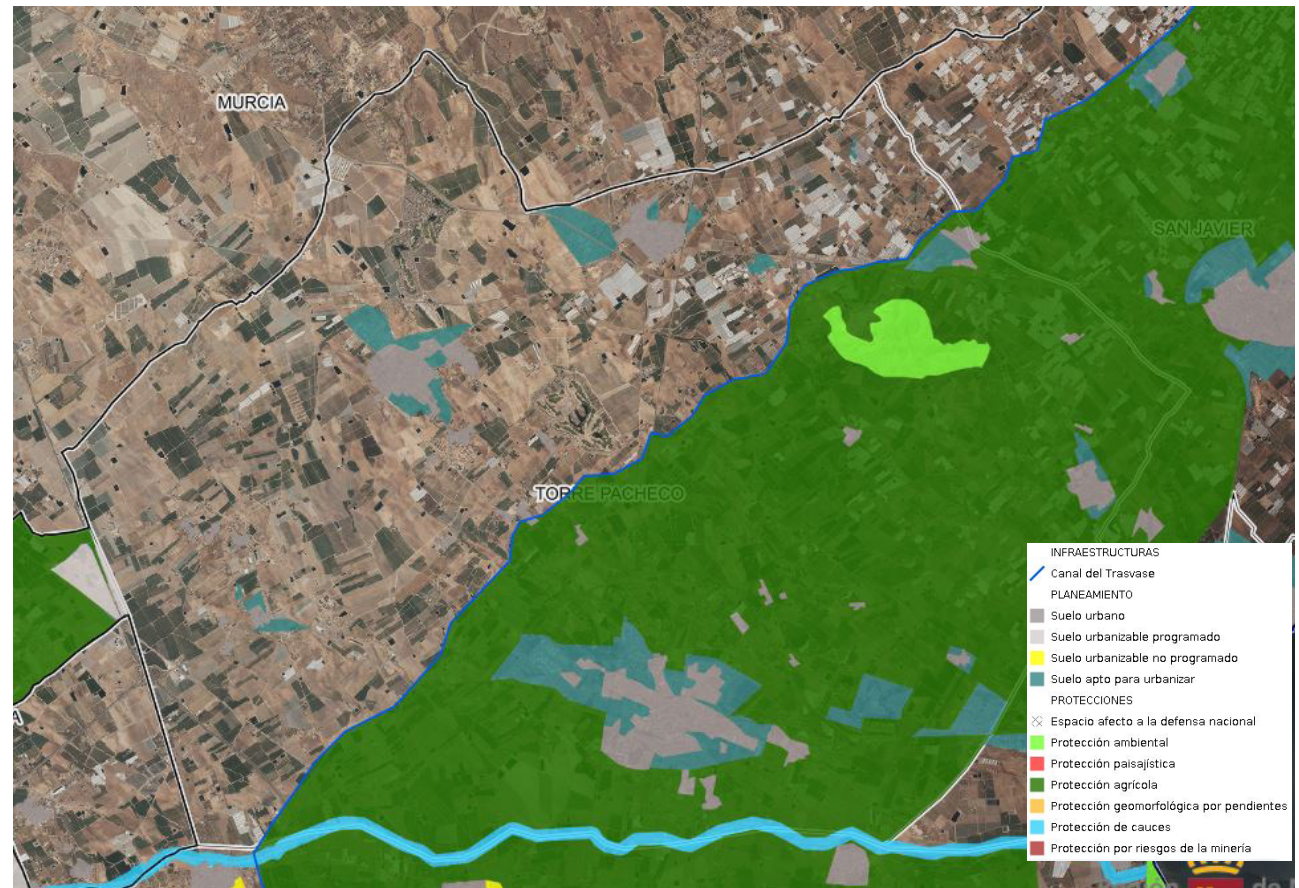 MURCIA
SAN JAVIER
TORRE PACHECO
INFRAESTRUCTURAS
Canal del Trasvase
PLANEAMIENTO
Suelo urbano
Suelo urbanizable programado
Suelo urbanizable no programado
Suelo apto para urbanizar
PROTECCIONES
Espacio afecto a la defensa nacional
Protección ambiental
Protección paisajística
Protección agrícola
Protección geomorfológica por pendientes
Protección de cauces
Protección por riesgos de la minería
A